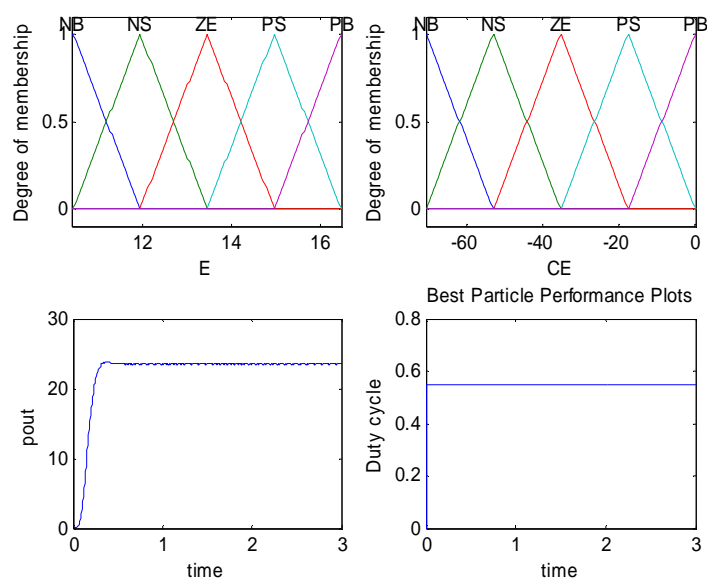 NB NS ZE PS PB
1
0.5
0
Degree of membership
12 14 16
E
NB NS ZE PS PB
1
0.5
0
Degree of membership
-60 -40 -20 0
CE
30
20
10
0
pout
0 1 2 3
time
Best Particle Performance Plots
0.8
0.6
0.4
0.2
0
Duty cycle
0 1 2 3
time